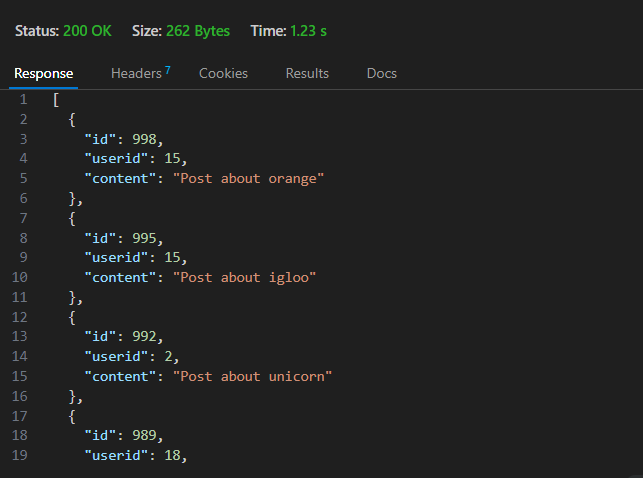 Status: 200 OK Size: 262 Bytes Time: 1.23 s
Response Headers 7 Cookies Results Docs
1 [
2 {
3 "id": 998,
4 "userid": 15,
5 "content": "Post about orange"
6 },
7 {
8 "id": 995,
9 "userid": 15,
10 "content": "Post about igloo"
11 },
12 {
13 "id": 992,
14 "userid": 2,
15 "content": "Post about unicorn"
16 },
17 {
18 "id": 989,
19 "userid": 18,